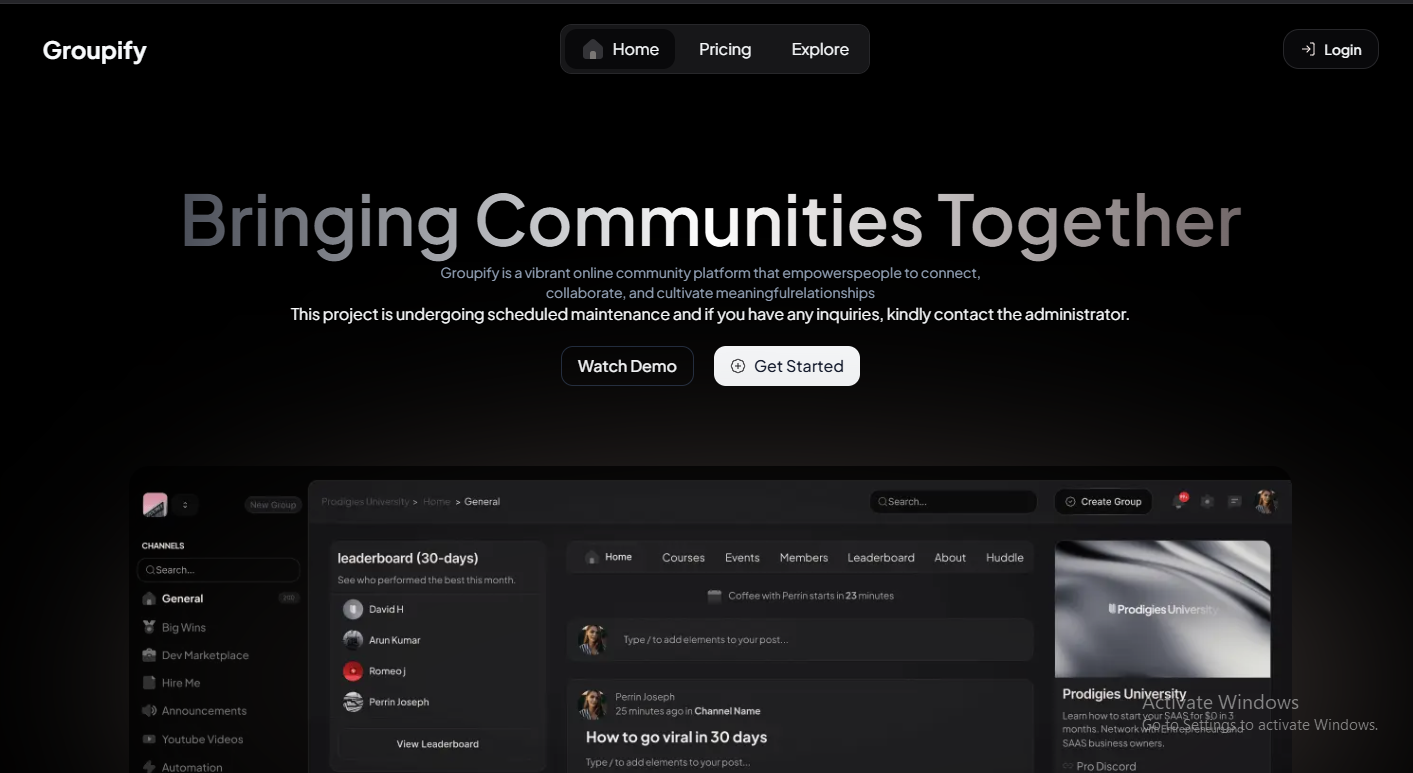 Groupify
Home Pricing Explore
Login
Bringing Communities Together
Groupify is a vibrant online community platform that empowerspeople to connect,
collaborate, and cultivate meaningfulrelationships
This project is undergoing scheduled maintenance and if you have any inquiries, kindly contact the administrator.
Watch Demo Get Started
New Group
Prodigies University > Home > General
Search...
Create Group
CHANNELS
Search...
General
Big Wins
Dev Marketplace
Hire Me
Announcements
Youtube Videos
Automation
leaderboard (30-days)
See who performed the best this month.
David H
Arun Kumar
Romeo j
Perrin Joseph
View Leaderboard
Home Courses Events Members Leaderboard About Huddle
Coffee with Perrin starts in 23 minutes
Type / to add elements to your post...
Perrin Joseph
25 minutes ago in Channel Name
How to go viral in 30 days
Type / to add elements to your post...
Prodigies University
Prodigies University
Learn how to start your SAAS for $0 in 3
months. Network with Entrepreneurs and
SAAS business owners.
Pro Discord
Activate Windows
Go to Settings to activate Windows.